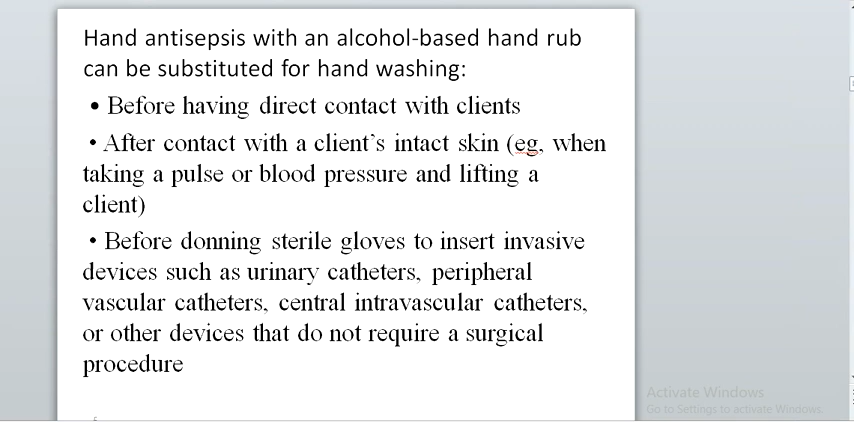 Hand antisepsis with an alcohol-based hand rub
can be substituted for hand washing:
• Before having direct contact with clients
• After contact with a client’s intact skin (eg, when
taking a pulse or blood pressure and lifting a
client)
• Before donning sterile gloves to insert invasive
devices such as urinary catheters, peripheral
vascular catheters, central intravascular catheters,
or other devices that do not require a surgical
procedure
Activate Windows
Go to Settings to activate Windows.